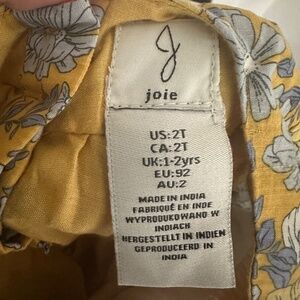 joie
US:2T
CA:2T
UK:1-2yrs
EU:92
AU:2
MADE IN INDIA
FABRIQUÉ EN INDE
WYPRODUKOWANO W
INDIACH
HERGESTELLT IN INDIEN
GEPRODUCEERD IN
INDIA